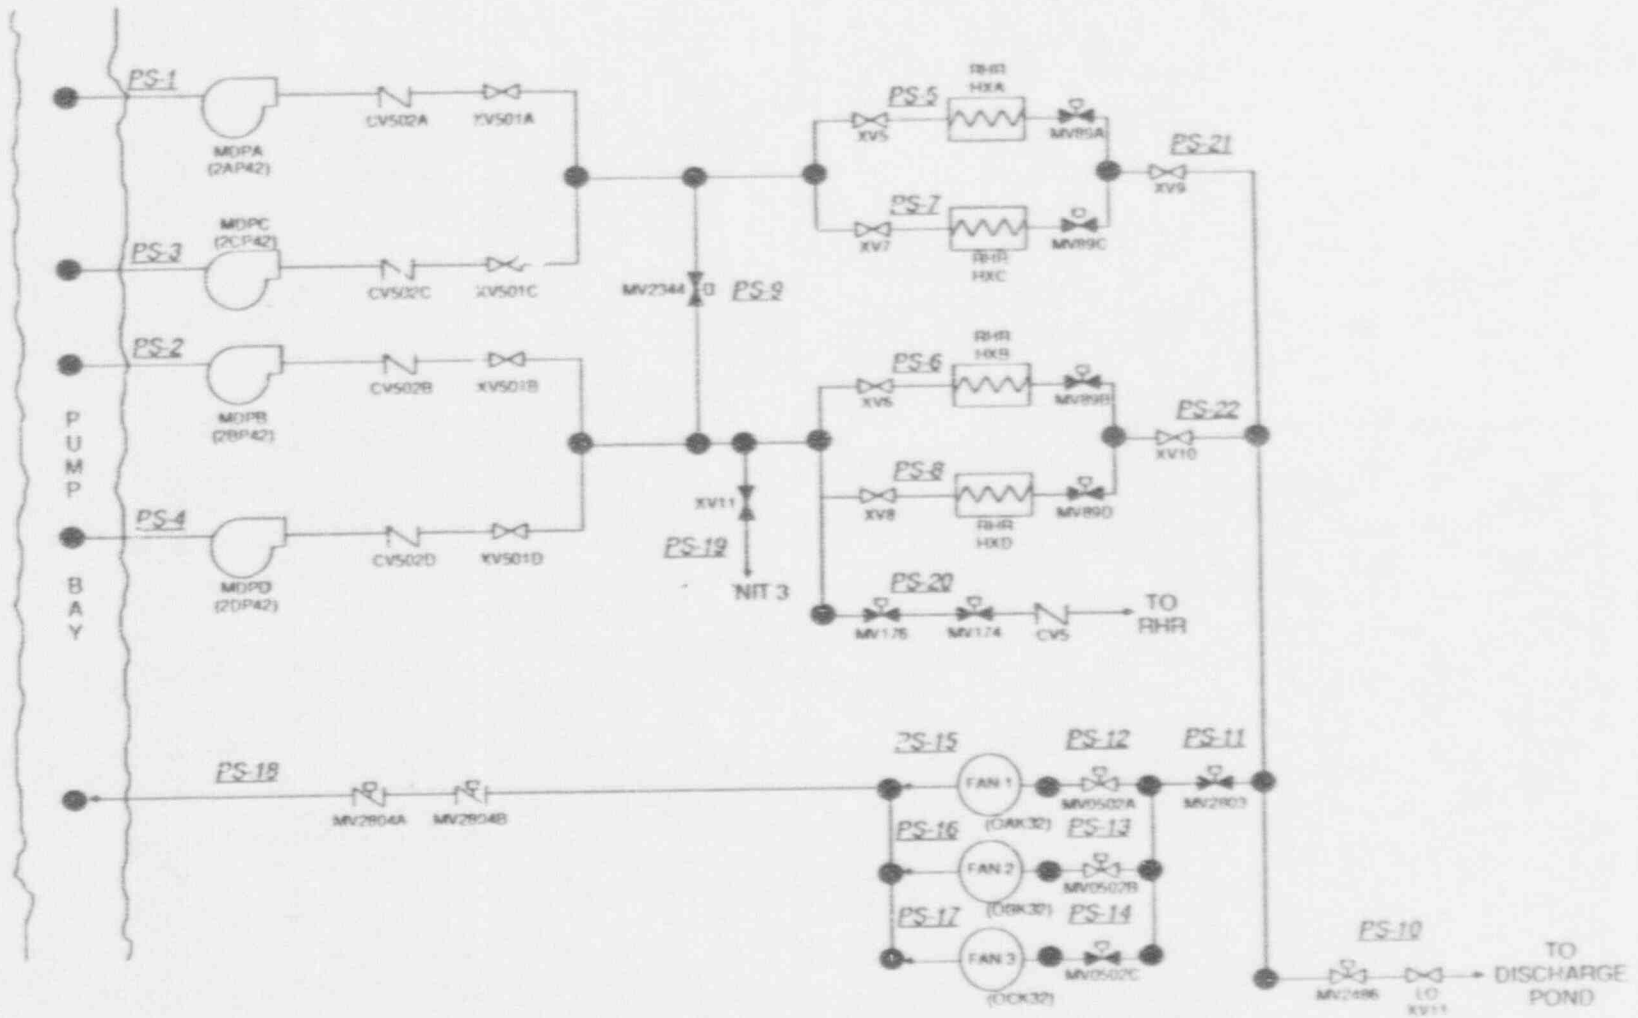 PS-1
CV502A
XV501A
MDPA
(2AP42)
PS-3
MDPC
(2CP42)
CV502C
XV501C
PS-2
MDPB
(2BP42)
CV502B
XV501B
PS-4
MDPD
(2DP42)
CV502D
XV501D
PUMP
BAY
MV2344
PS-9
XV11
PS-19
NIT 3
PS-5
XV5
RHR
HXA
MV89A
PS-7
XV7
RHR
HXC
MV89C
PS-21
XV9
PS-6
XV6
RHR
HXB
MV89B
PS-8
XV8
RHR
HXD
MV89D
PS-22
XV10
PS-20
MV176
MV174
CV5
TO
RHR
PS-18
MV2804A
MV2804B
PS-15
FAN 1
(OAK32)
PS-12
MV0502A
PS-11
MV2803
PS-16
FAN 2
(OBK32)
PS-13
MV0502B
PS-17
FAN 3
(OCK32)
PS-14
MV0502C
PS-10
MV2486
LO
XV11
TO
DISCHARGE
POND